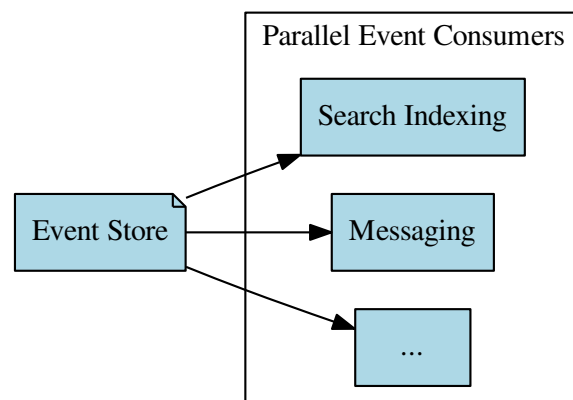 Parallel Event Consumers
Search Indexing
Event Store
Messaging
...